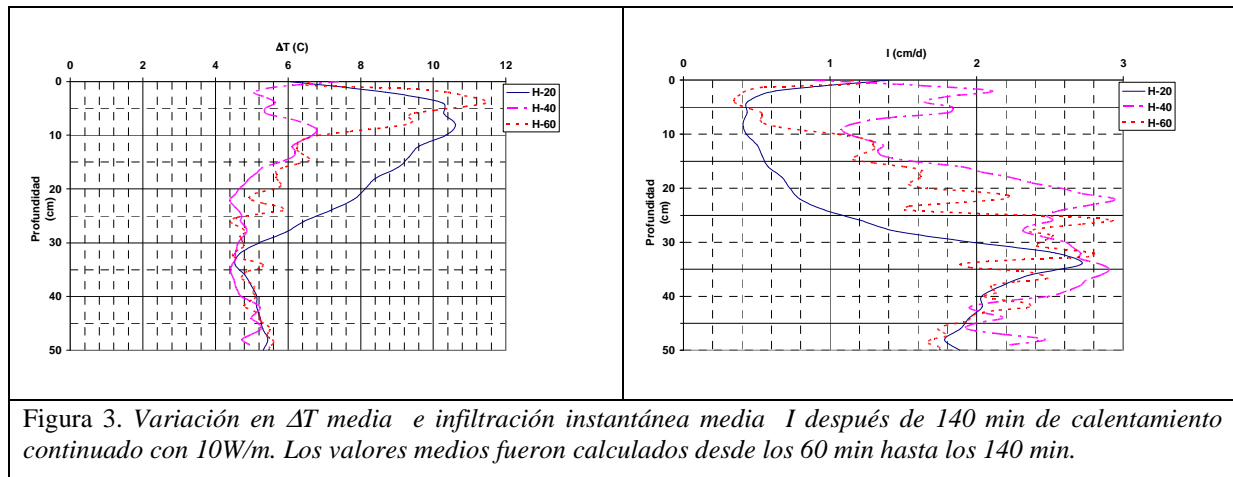 ΔT (C)
0 2 4 6 8 10 12
0
10
20
30
40
50
Profundidad
(cm)
H-20
H-40
H-60
I (cm/d)
0 1 2 3
0
10
20
30
40
50
Profundidad
(cm)
H-20
H-40
H-60
Figura 3. Variación en ΔT media e infiltración instantánea media I después de 140 min de calentamiento
continuado con 10W/m. Los valores medios fueron calculados desde los 60 min hasta los 140 min.